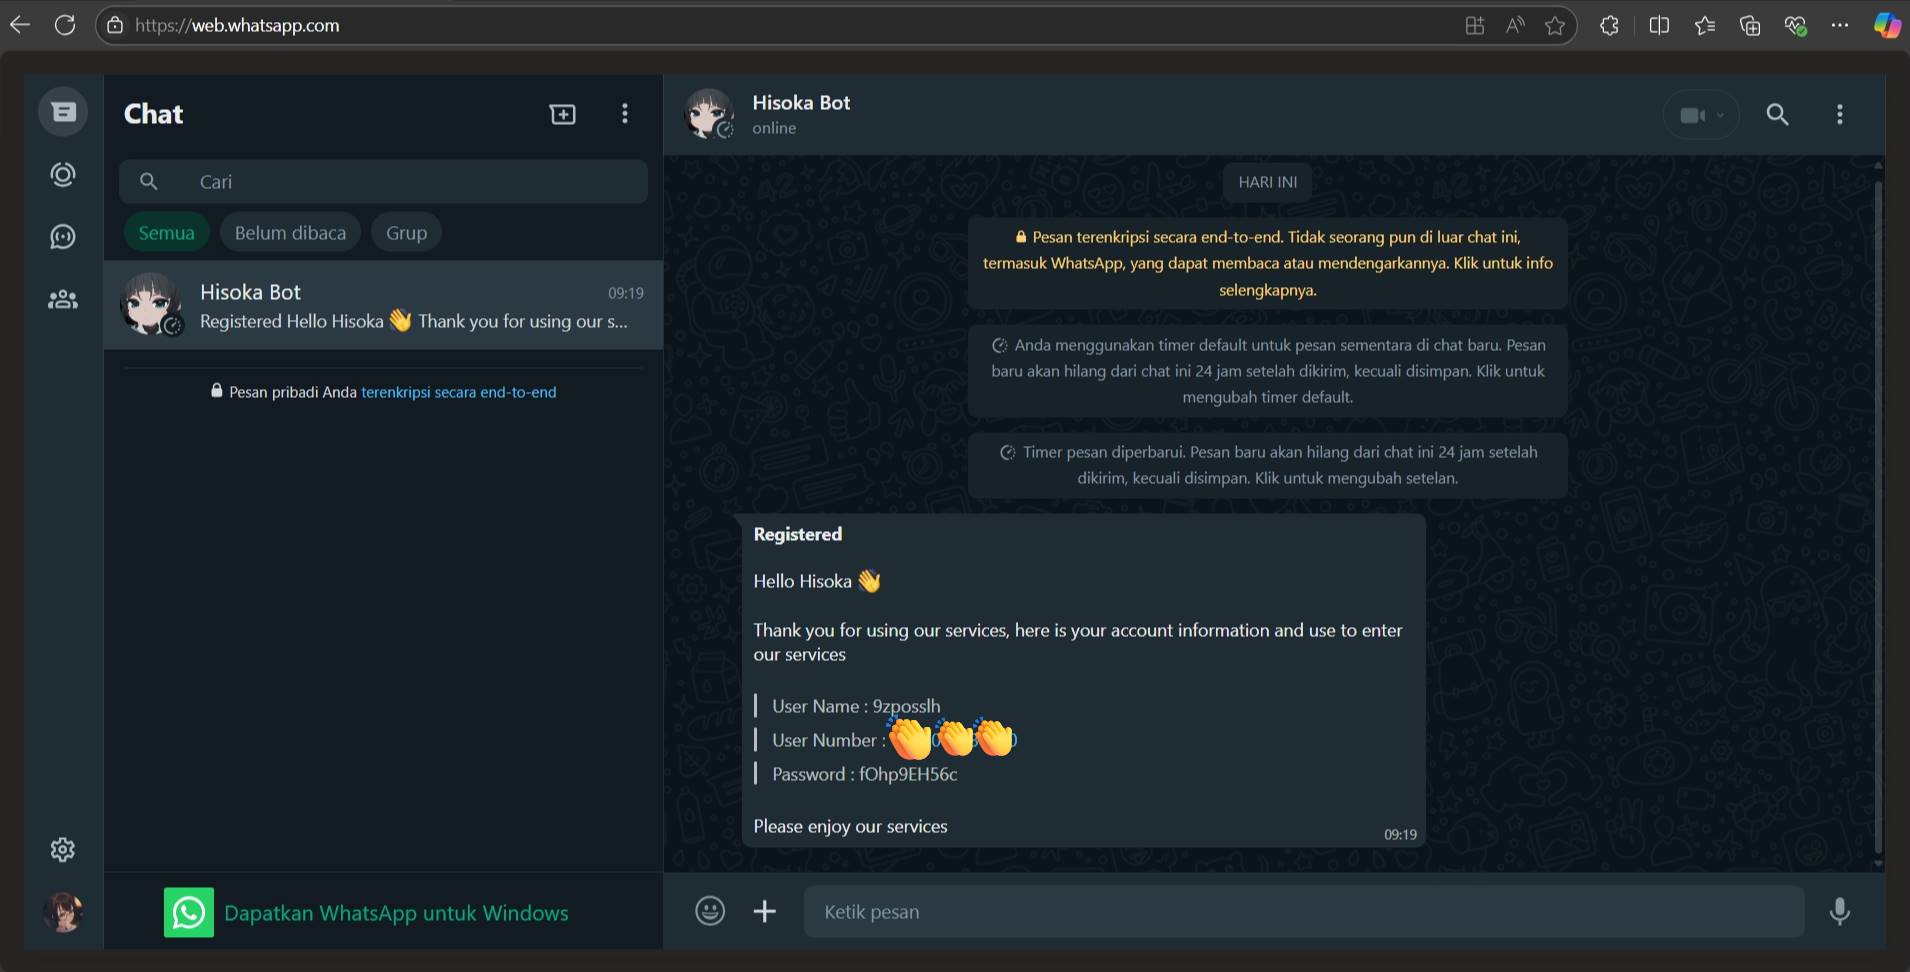 https://web.whatsapp.com
Chat
Cari
Semua
Belum dibaca
Grup
Hisoka Bot
09:19
Registered Hello Hisoka 👋 Thank you for using our s...
Pesan pribadi Anda terenkripsi secara end-to-end
Dapatkan WhatsApp untuk Windows
Hisoka Bot
online
HARI INI
Pesan terenkripsi secara end-to-end. Tidak seorang pun di luar chat ini,
termasuk WhatsApp, yang dapat membaca atau mendengarkannya. Klik untuk info
selengkapnya.
Anda menggunakan timer default untuk pesan sementara di chat baru. Pesan
baru akan hilang dari chat ini 24 jam setelah dikirim, kecuali disimpan. Klik untuk
mengubah timer default.
Timer pesan diperbarui. Pesan baru akan hilang dari chat ini 24 jam setelah
dikirim, kecuali disimpan. Klik untuk mengubah setelan.
Registered
Hello Hisoka 👋
Thank you for using our services, here is your account information and use to enter
our services
User Name : 9zposslh
User Number :
Password : fOhp9EH56c
Please enjoy our services
09:19
Ketik pesan